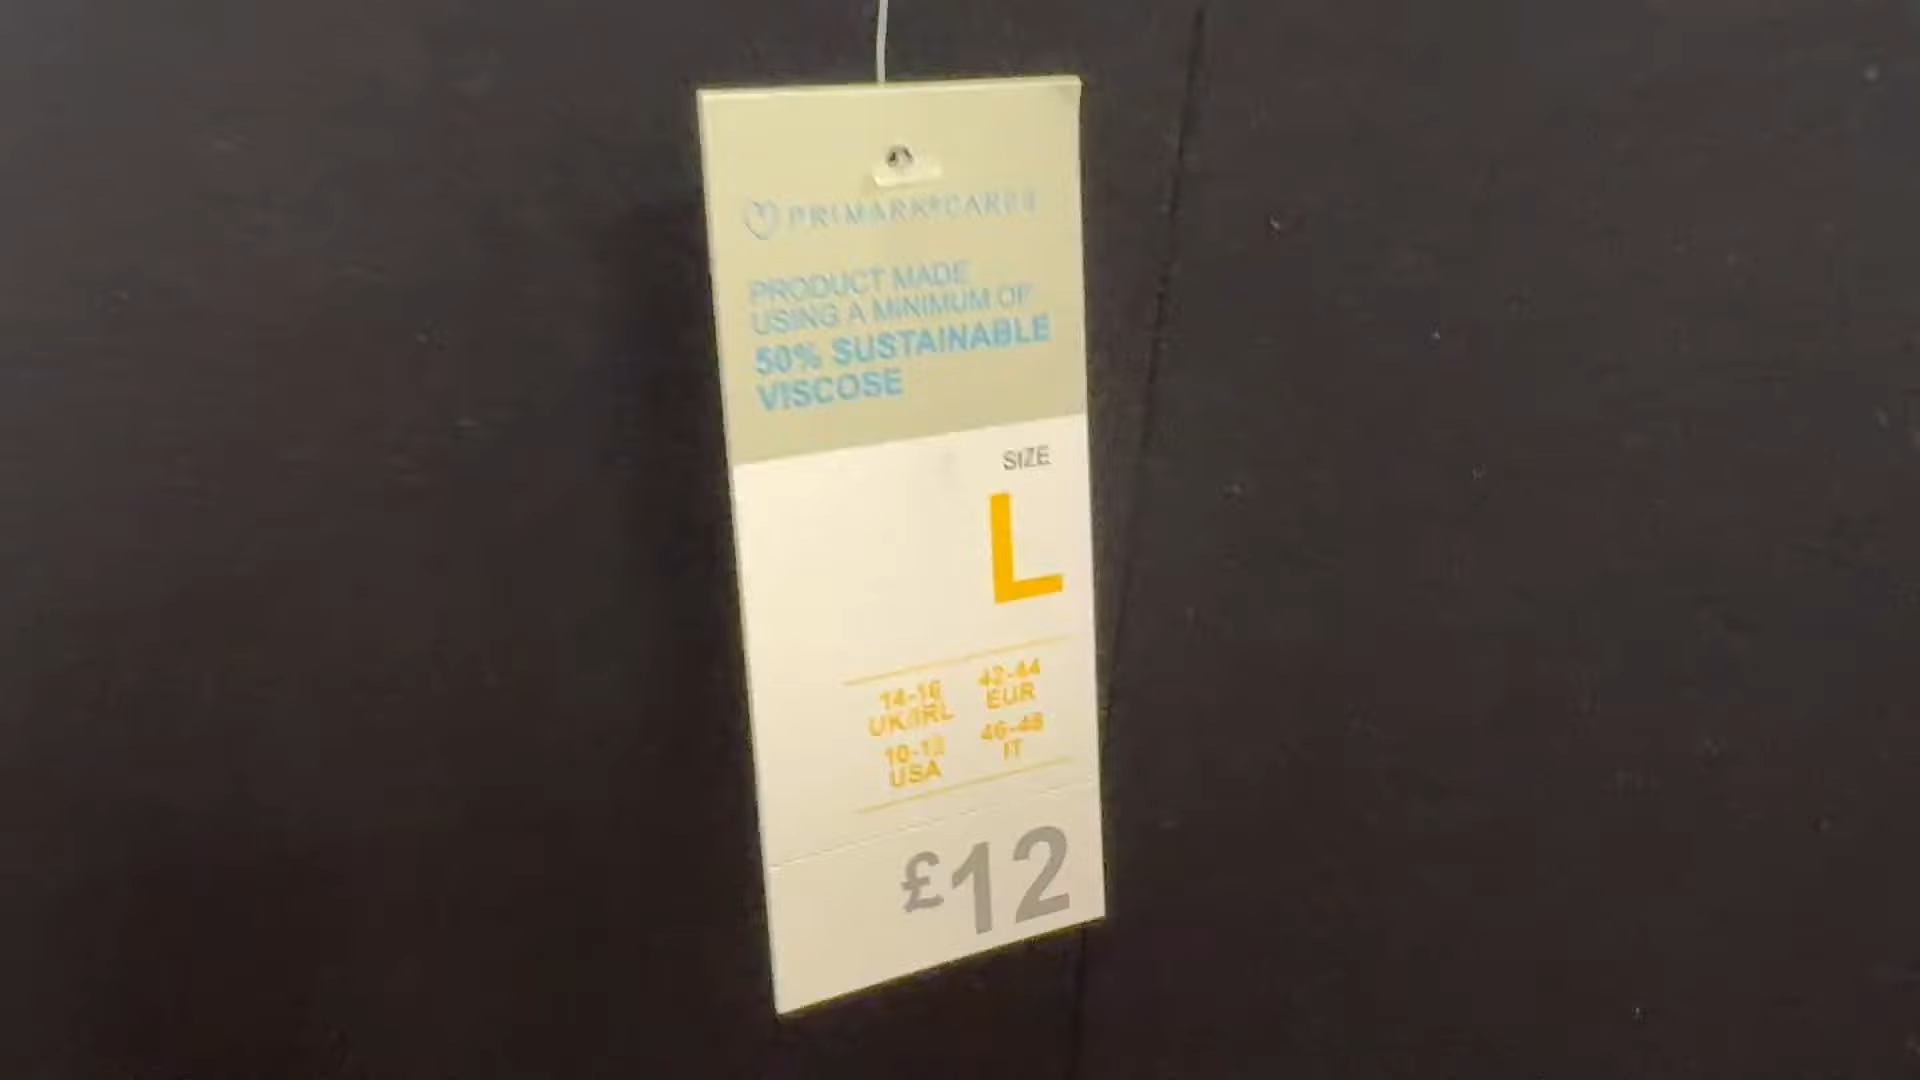 PRIMARK®CARES
PRODUCT MADE
USING A MINIMUM OF
50% SUSTAINABLE
VISCOSE
SIZE
L
14-16
UK/IRL
42-44
EUR
10-12
USA
46-48
IT
£12